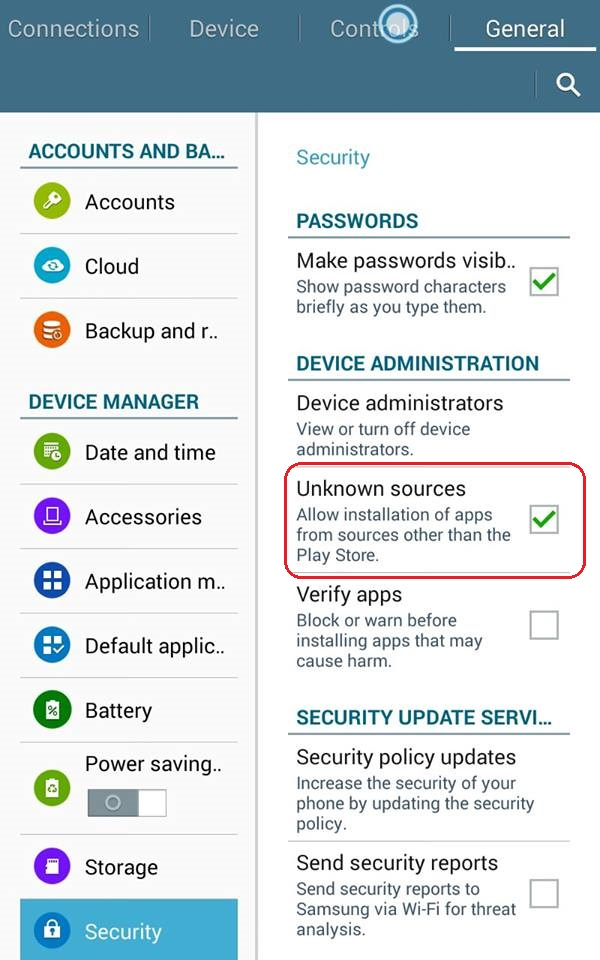 Connections
Device
Controls
General
ACCOUNTS AND BA...
Accounts
Cloud
Backup and r..
DEVICE MANAGER
Date and time
Accessories
Application m..
Default applic..
Battery
Power saving..
Storage
Security
Security
PASSWORDS
Make passwords visib..
Show password characters
briefly as you type them.
DEVICE ADMINISTRATION
Device administrators
View or turn off device
administrators.
Unknown sources
Allow installation of apps
from sources other than the
Play Store.
Verify apps
Block or warn before
installing apps that may
cause harm.
SECURITY UPDATE SERVI...
Security policy updates
Increase the security of your
phone by updating the security
policy.
Send security reports
Send security reports to
Samsung via Wi-Fi for threat
analysis.